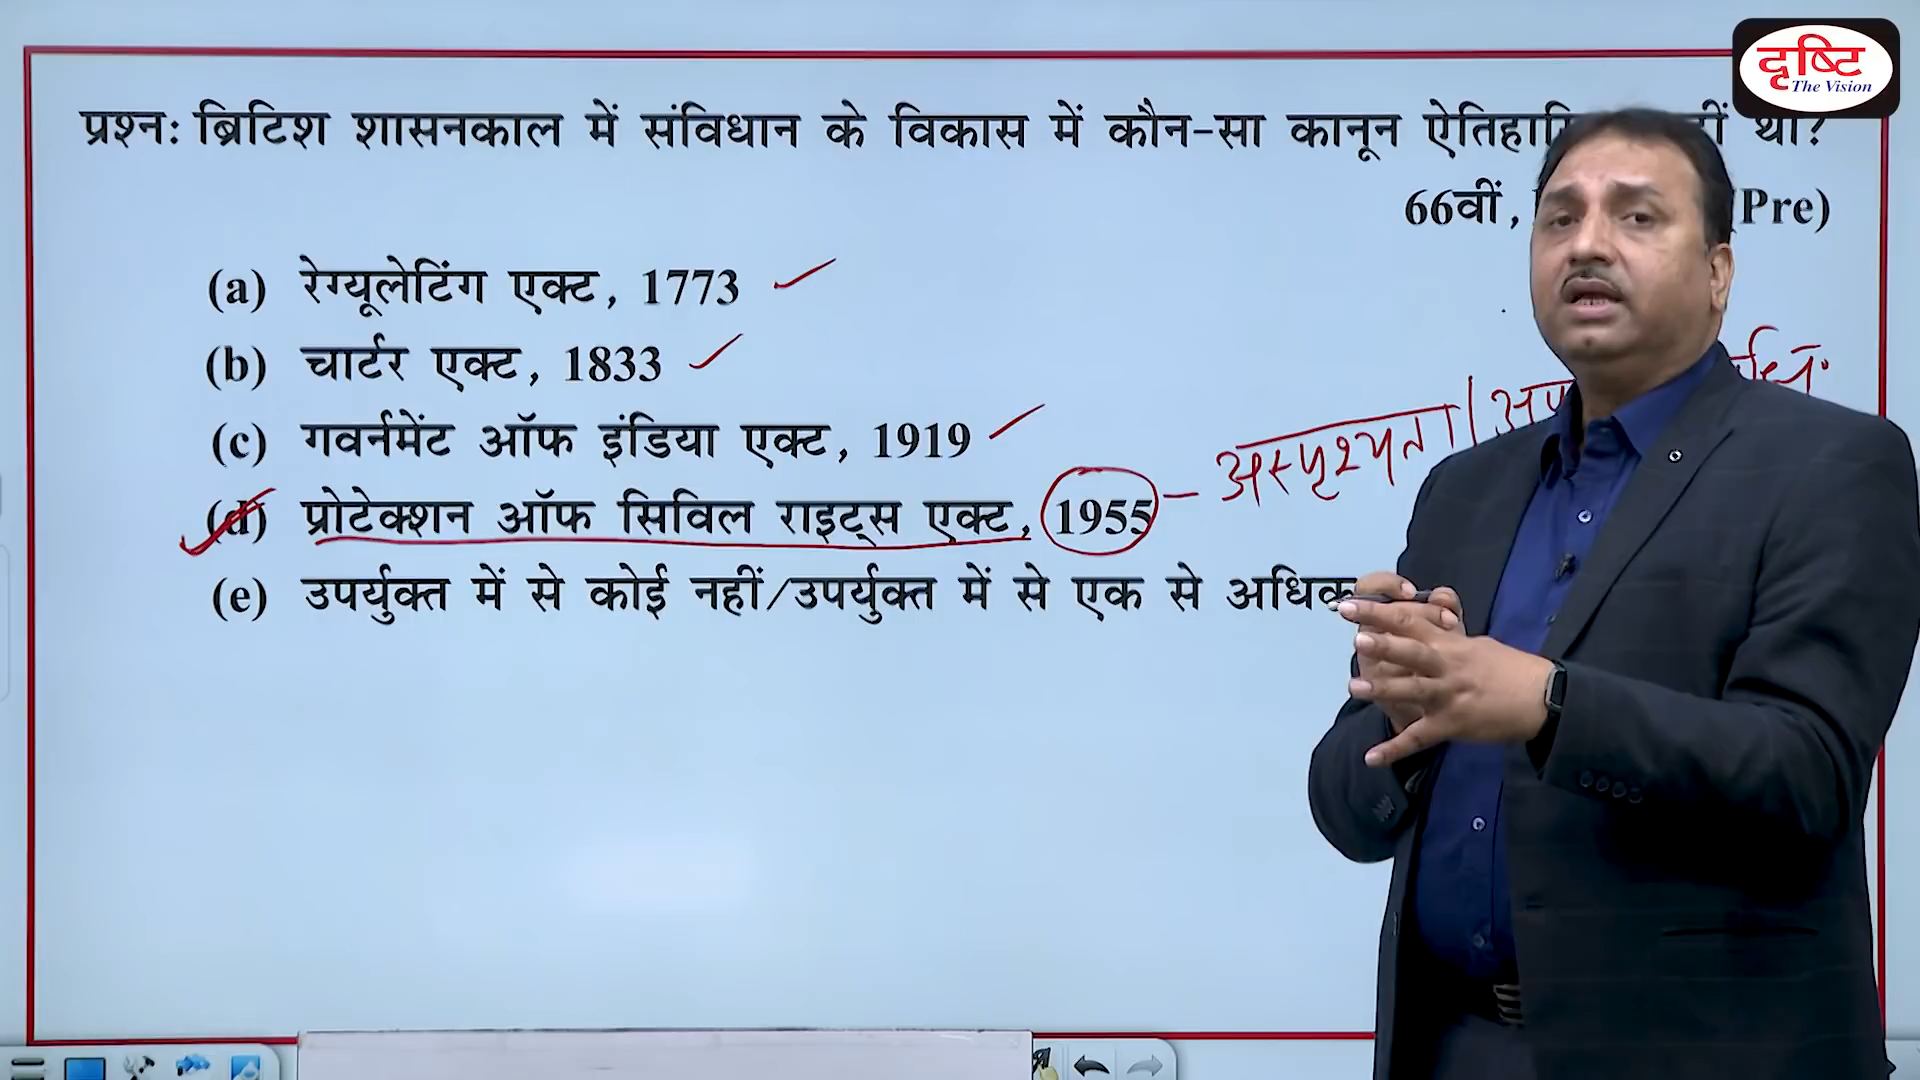 दृष्टि
The Vision
प्रश्न: ब्रिटिश शासनकाल में संविधान के विकास में कौन-सा कानून था?
66वीं, (Pre)
(a) रेग्यूलेटिंग एक्ट, 1773
(b) चार्टर एक्ट, 1833
(c) गवर्नमेंट ऑफ इंडिया एक्ट, 1919
(d) प्रोटेक्शन ऑफ सिविल राइट्स एक्ट, 1955 - अस्पृश्यता
(e) उपर्युक्त में से कोई नहीं/उपर्युक्त में से एक से अधिक